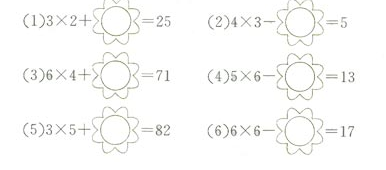 (1)3×2+ =25 (2)4×3- =5
(3)6×4+ =71 (4)5×6- =13
(5)3×5+ =82 (6)6×6- =17